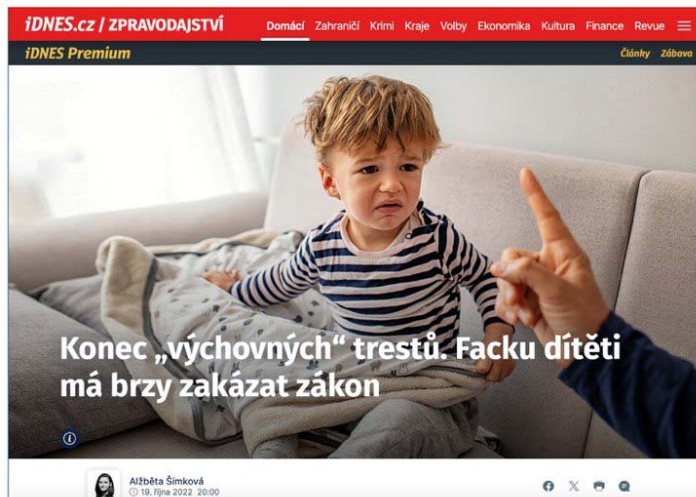 iDNES.cz / ZPRAVODAJSTVÍ Domácí Zahraničí Krimi Kraje Volby Ekonomika Kultura Finance Revue
iDNES Premium Články Zábava
Konec „výchovných“ trestů. Facku dítěti
má brzy zakázat zákon
Alžběta Šimková
19. října 2022 20:00